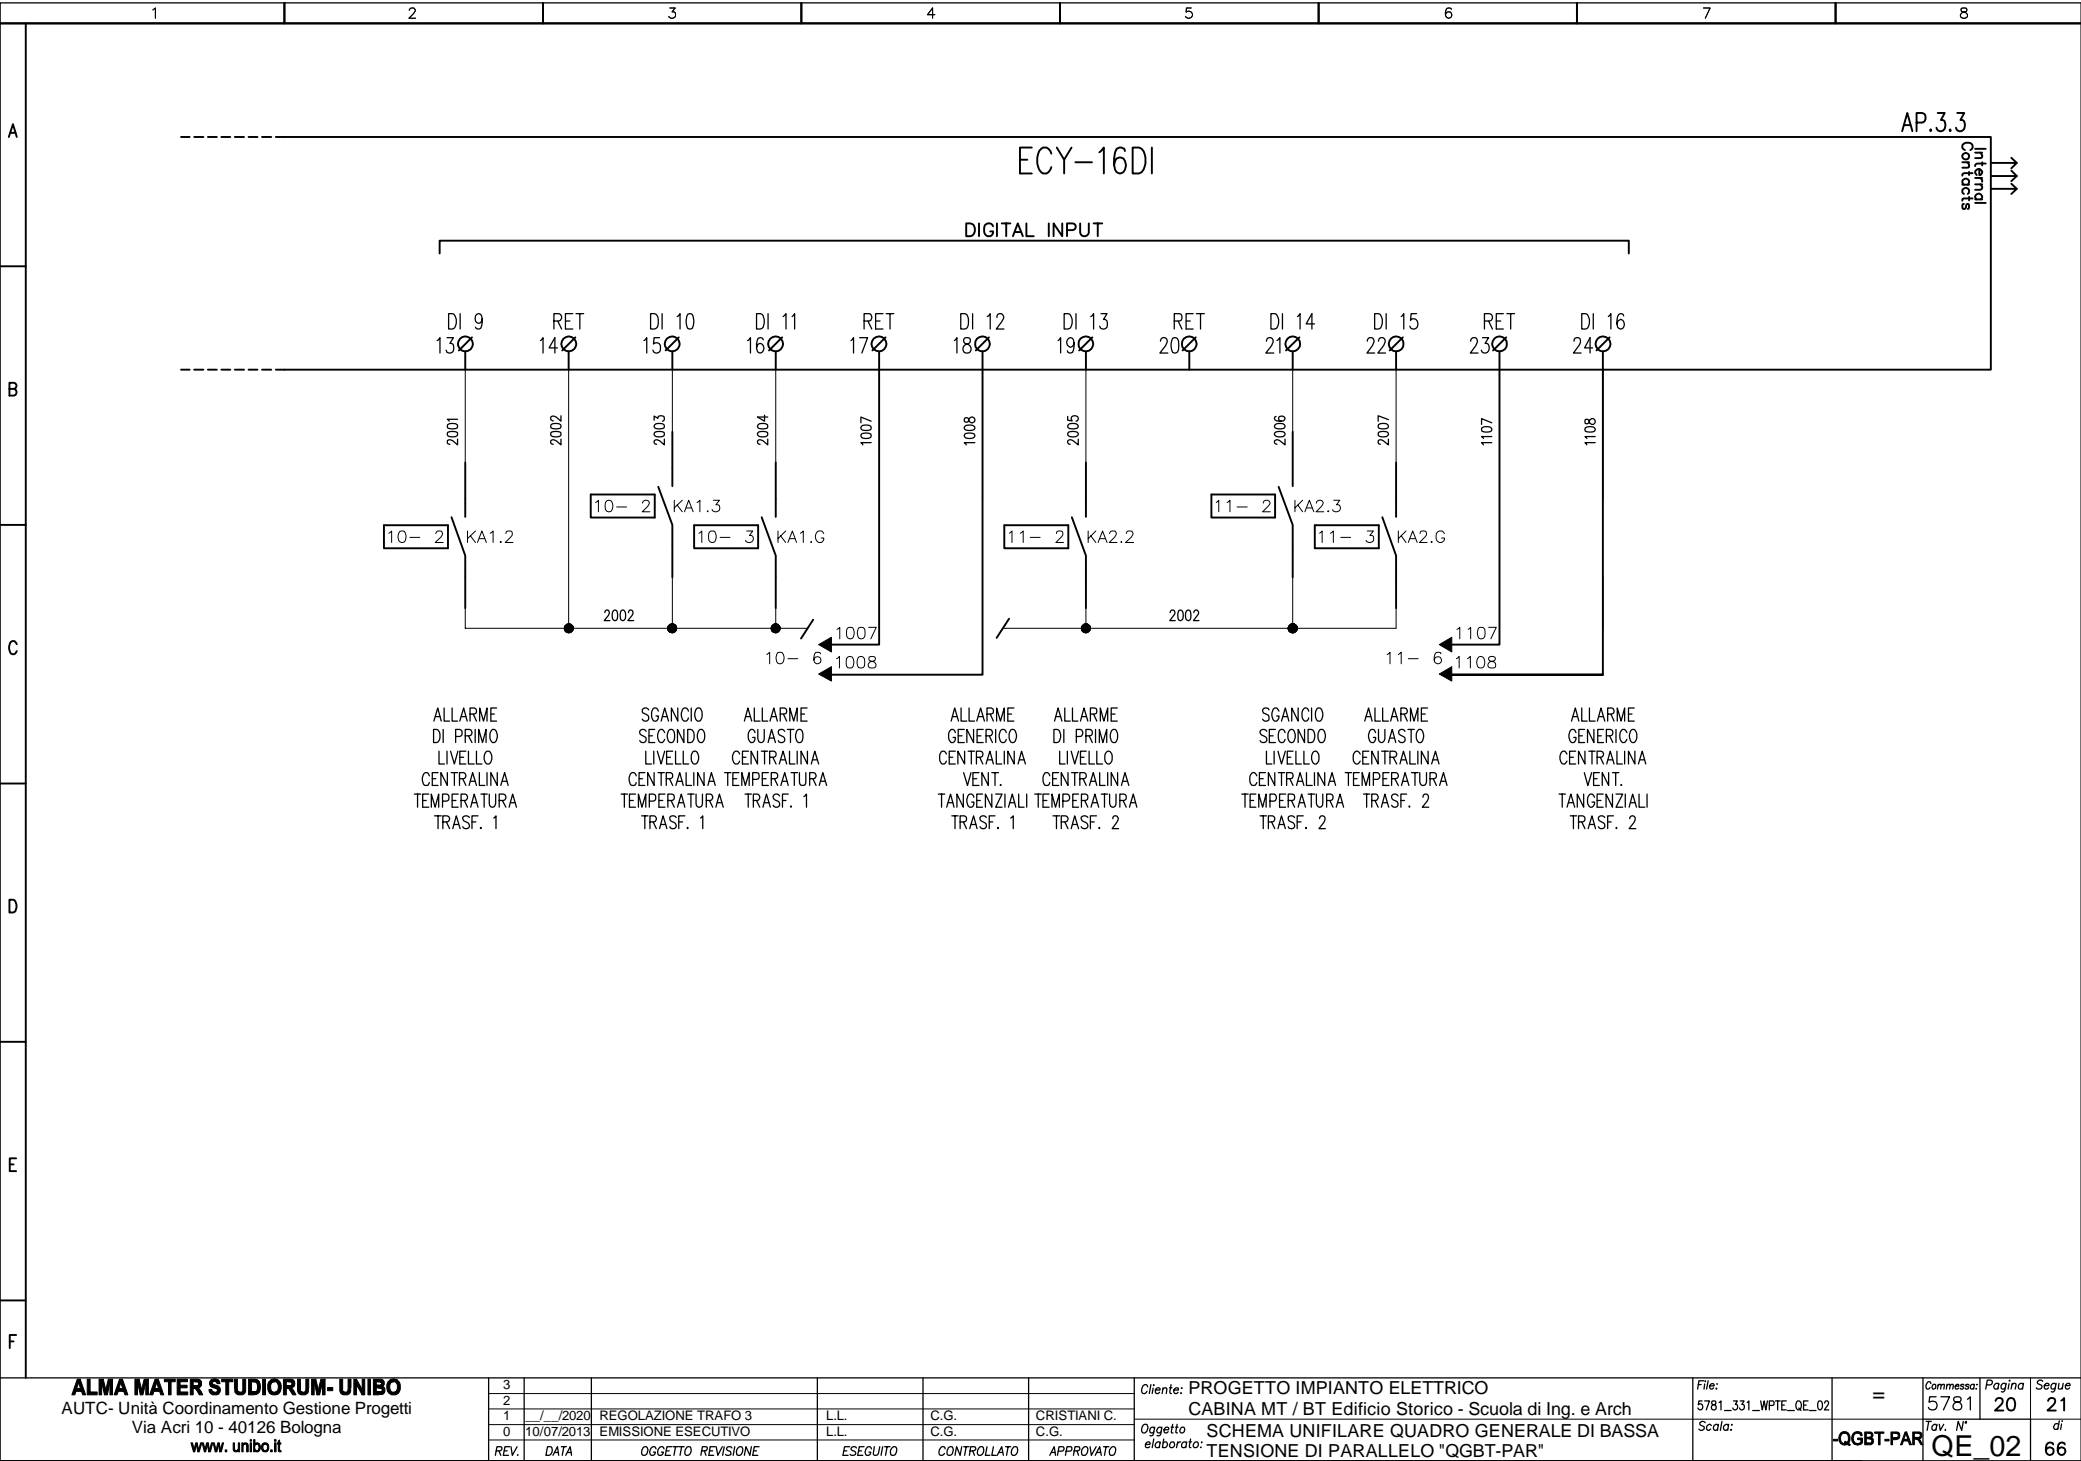 1 2 3 4 5 6 7 8
A
B
C
D
E
F
AP.3.3
ECY-16DI
Internal
Contacts
DIGITAL INPUT
DI 9 RET DI 10 DI 11 RET DI 12 DI 13 RET DI 14 DI 15 RET DI 16
13 14 15 16 17 18 19 20 21 22 23 24
2001 2002 2003 2004 1007 1008 2005 2006 2007 1107 1108
10- 2 KA1.3
11- 2 KA2.3
10- 2 KA1.2
10- 3 KA1.G
11- 2 KA2.2
11- 3 KA2.G
2002
2002
1007
10- 6 1008
1107
11- 6 1108
ALLARME
DI PRIMO
LIVELLO
CENTRALINA
TEMPERATURA
TRASF. 1
SGANCIO
SECONDO
LIVELLO
CENTRALINA
TEMPERATURA
TRASF. 1
ALLARME
GUASTO
CENTRALINA
TEMPERATURA
TRASF. 1
ALLARME
GENERICO
CENTRALINA
VENT.
TANGENZIALI
TRASF. 1
ALLARME
DI PRIMO
LIVELLO
CENTRALINA
TEMPERATURA
TRASF. 2
SGANCIO
SECONDO
LIVELLO
CENTRALINA
TEMPERATURA
TRASF. 2
ALLARME
GUASTO
CENTRALINA
TEMPERATURA
TRASF. 2
ALLARME
GENERICO
CENTRALINA
VENT.
TANGENZIALI
TRASF. 2
ALMA MATER STUDIORUM- UNIBO
AUTC- Unità Coordinamento Gestione Progetti
Via Acri 10 - 40126 Bologna
www. unibo.it
3
2
1 __/__/2020 REGOLAZIONE TRAFO 3 L.L. C.G. CRISTIANI C.
0 10/07/2013 EMISSIONE ESECUTIVO L.L. C.G. C.G.
REV. DATA OGGETTO REVISIONE ESEGUITO CONTROLLATO APPROVATO
Cliente: PROGETTO IMPIANTO ELETTRICO
CABINA MT / BT Edificio Storico - Scuola di Ing. e Arch
Oggetto elaborato: SCHEMA UNIFILARE QUADRO GENERALE DI BASSA
TENSIONE DI PARALLELO "QGBT-PAR"
File:
5781_331_WPTE_QE_02
Scala:
=
-QGBT-PAR
Commessa: 5781
Pagina 20
Segue 21
Tav. N° QE_02
di 66